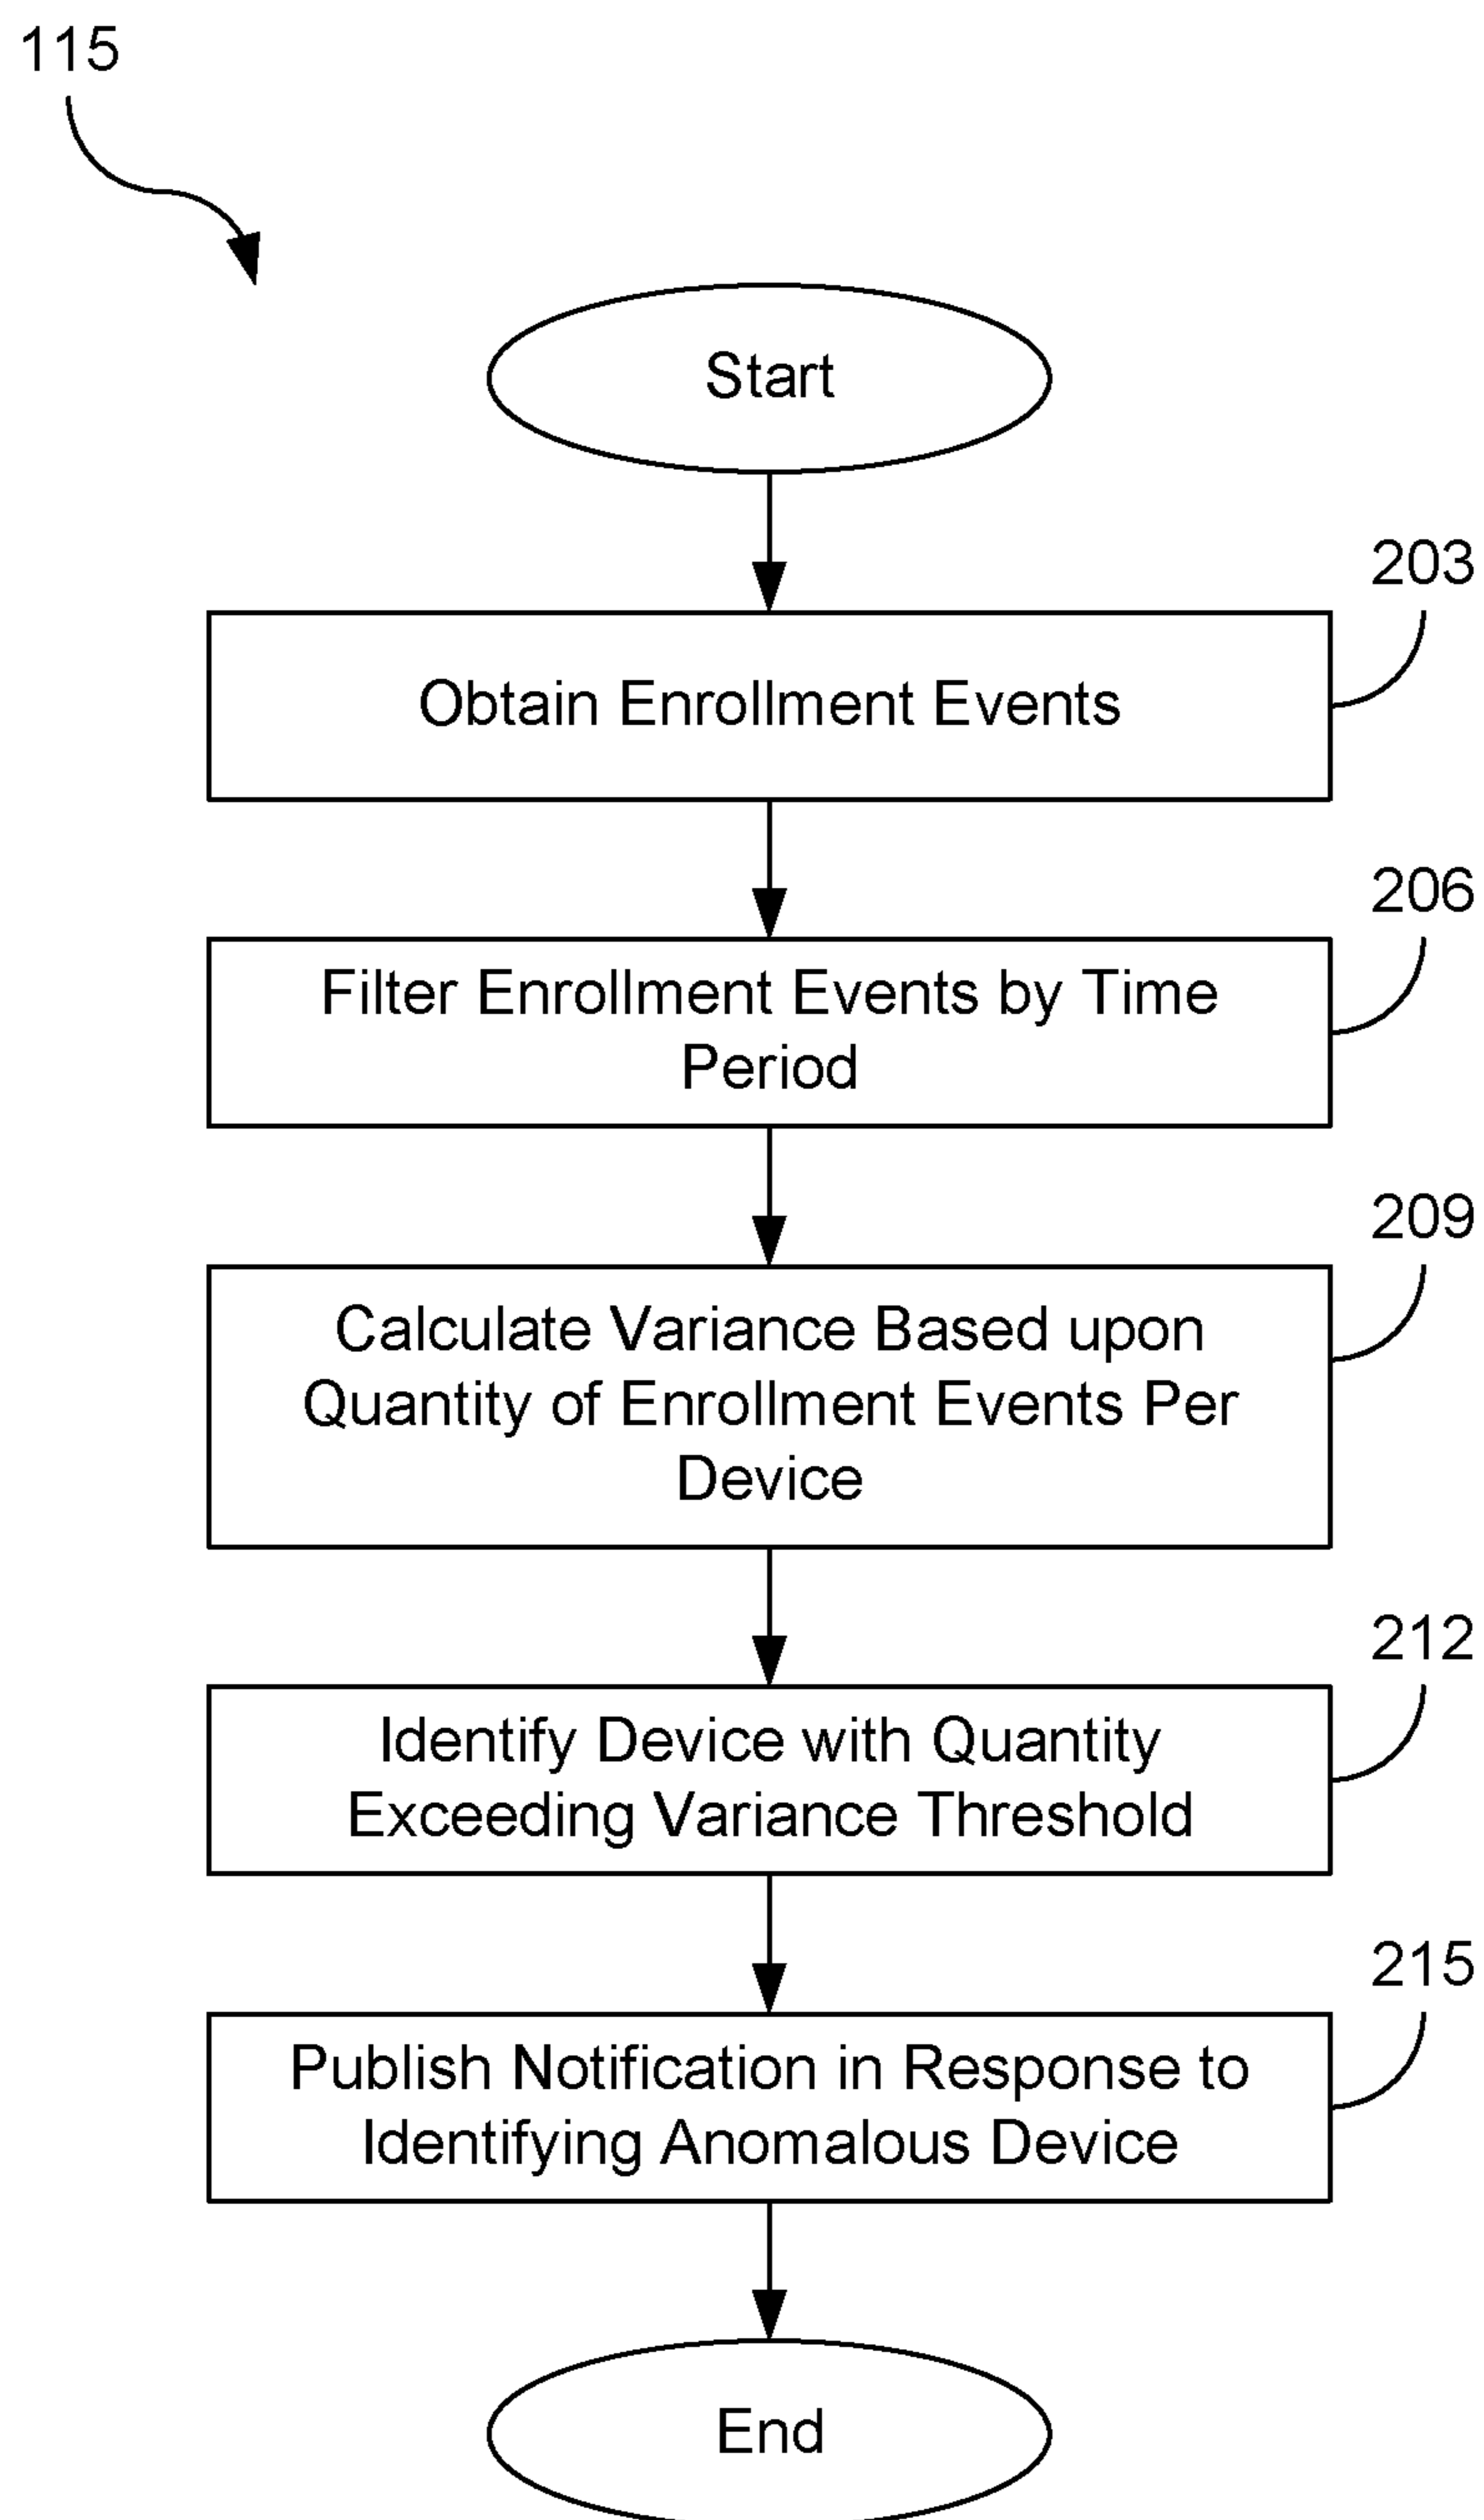 115
Start
203
Obtain Enrollment Events
206
Filter Enrollment Events by Time
Period
209
Calculate Variance Based upon
Quantity of Enrollment Events Per
Device
212
Identify Device with Quantity
Exceeding Variance Threshold
215
Publish Notification in Response to
Identifying Anomalous Device
End